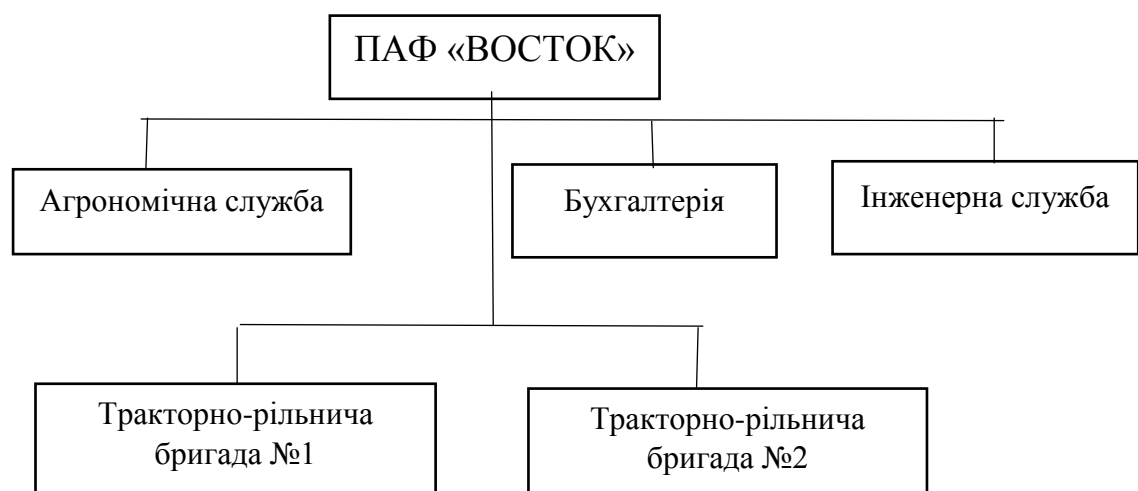 ПАФ «ВОСТОК»
Агрономічна служба
Бухгалтерія
Інженерна служба
Тракторно-рільнича
бригада №1
Тракторно-рільнича
бригада №2